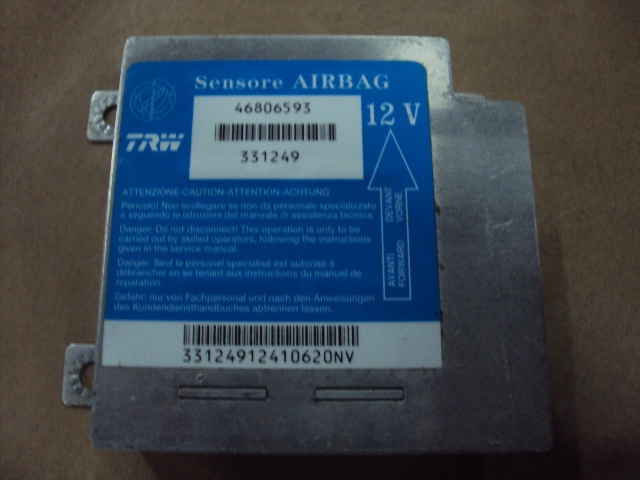 Sensore AIRBAG
46806593
12 V
TRW
331249
ATTENZIONE-CAUTION-ATTENTION-ACHTUNG
Pericolo! Non scollegare se non da personale specializzato
e seguendo le istruzioni del manuale di assistenza tecnica.
Danger: Do not disconnect! This operation is only to be
carried out by skilled operators, following the instructions
given in the service manual.
Danger: Seul le personel specialisé est autorisé à
débrancher en se tenant aux instructions du manuel de
reparation.
Gefahr: nur von Fachpersonal und nach den Anweisungen
des Kundendiensthandbuches abtrennen lassen.
AVANTI DEVANT
FORWARD VORNE
33124912410620NV